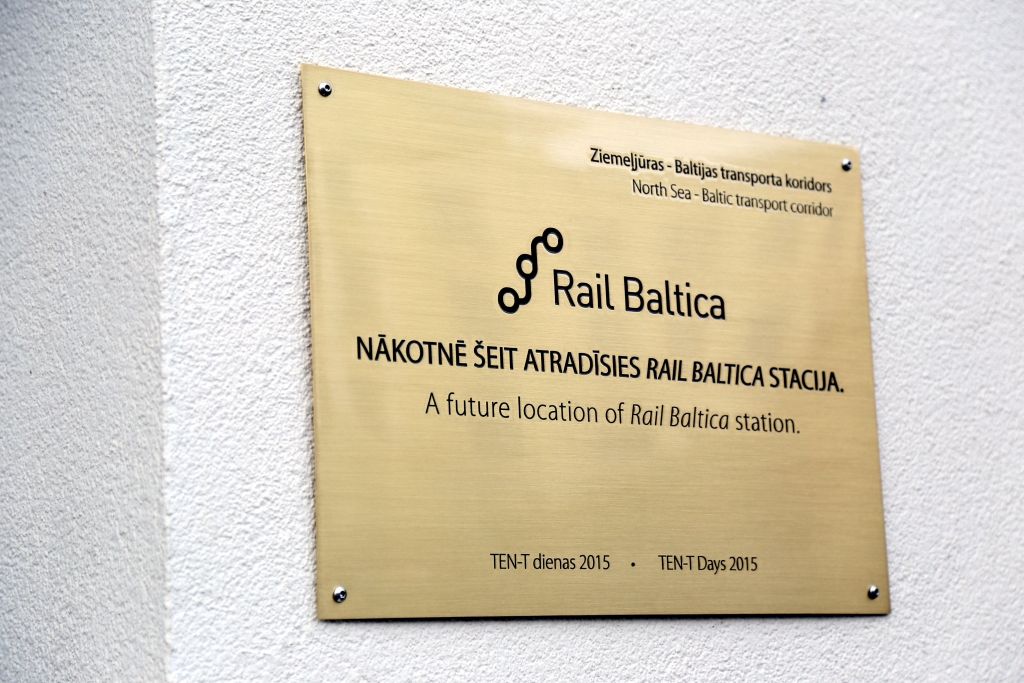 Ziemeļjūras - Baltijas transporta koridors
North Sea - Baltic transport corridor
Rail Baltica
NĀKOTNĒ ŠEIT ATRADĪSIES RAIL BALTICA STACIJA.
A future location of Rail Baltica station.
TEN-T dienas 2015 • TEN-T Days 2015